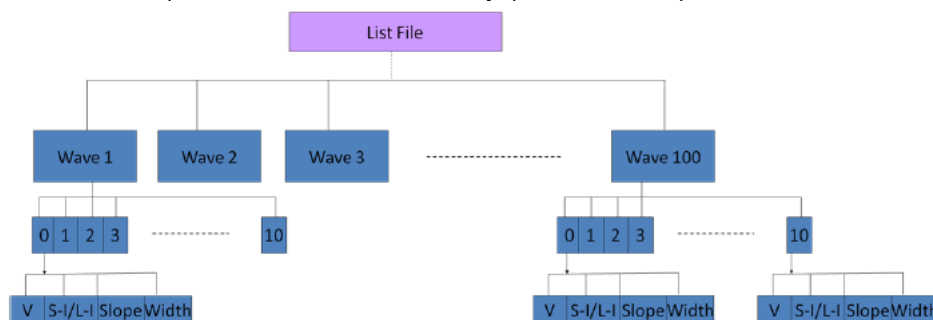 List File
Wave 1 Wave 2 Wave 3 Wave 100
0 1 2 3 10 0 1 2 3 10
V S-I/L-I Slope Width V S-I/L-I Slope Width V S-I/L-I Slope Width